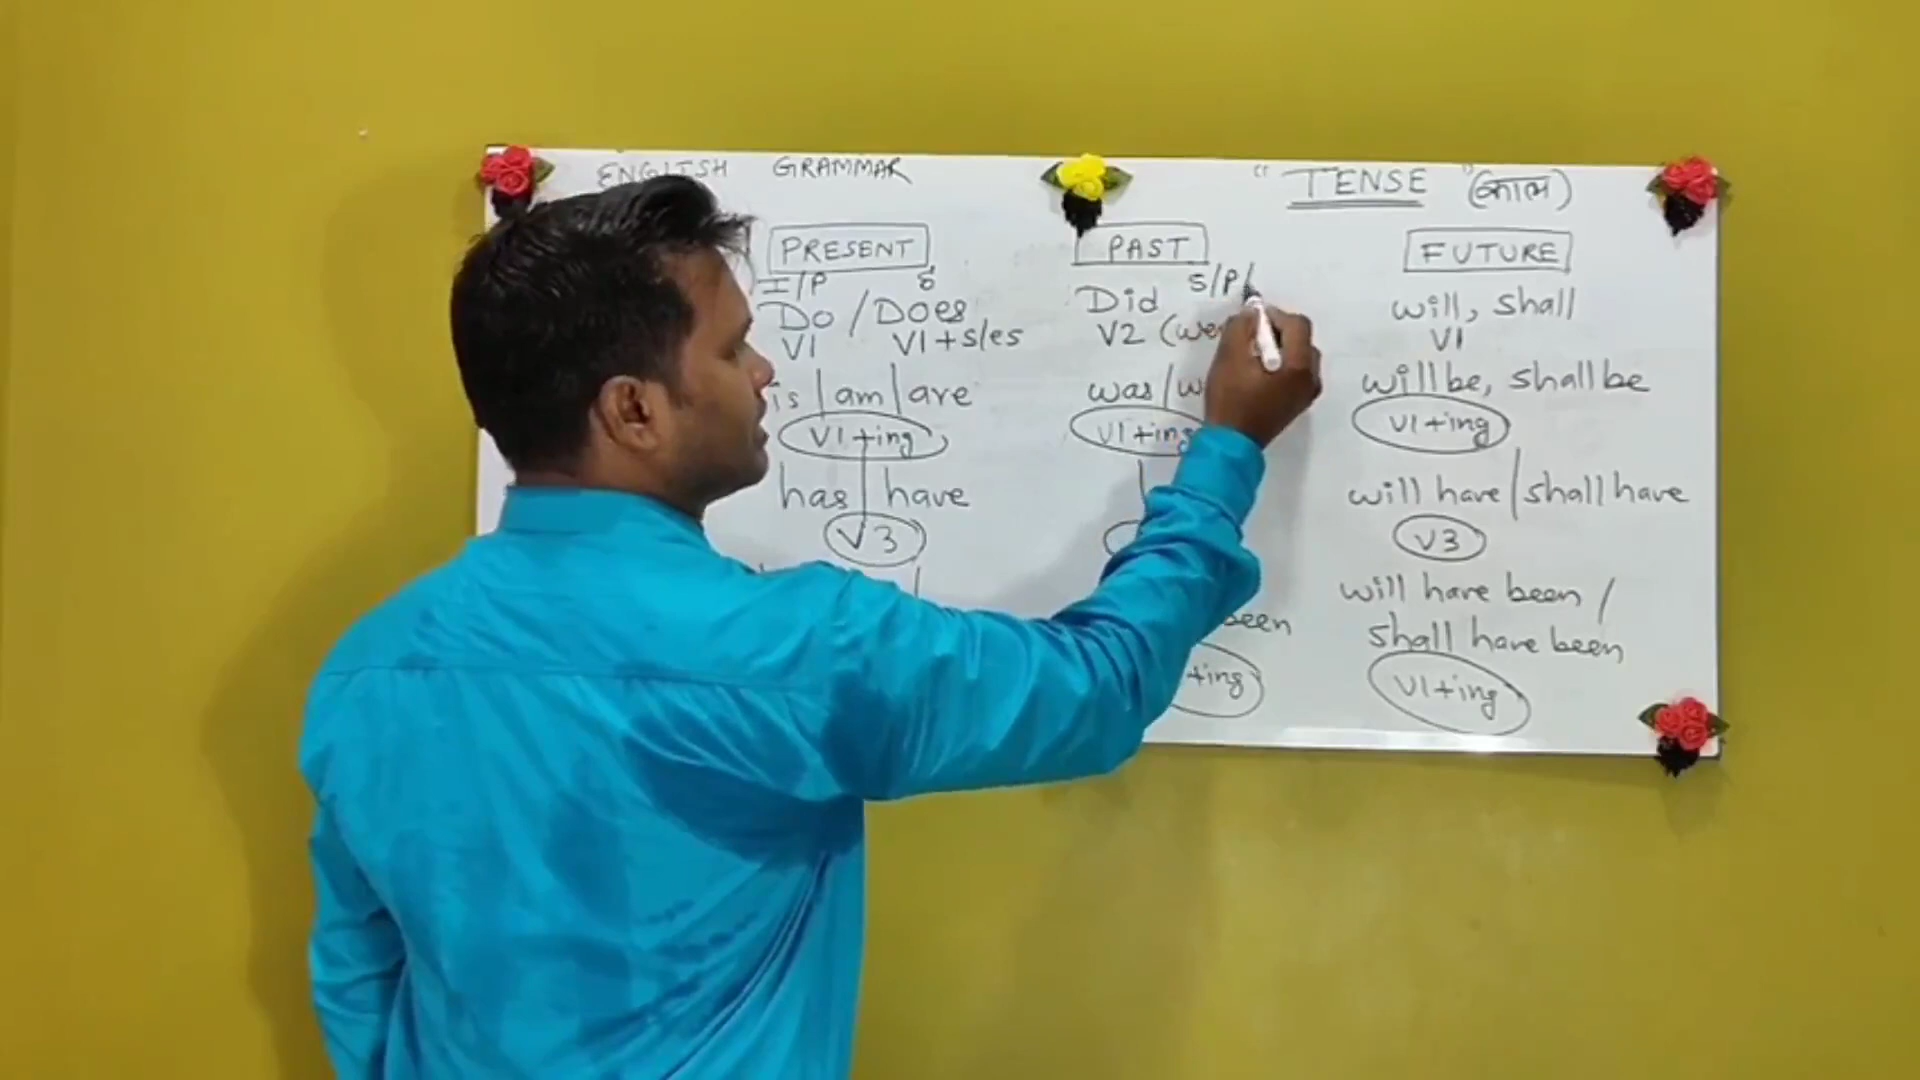 ENGLISH GRAMMAR " TENSE " (काल)
PRESENT PAST FUTURE
I/P S S/P/
Do / Does Did will, shall
V1 V1+s/es V2 V1
is/am/are was/ will be, shall be
V1+ing V1+ing V1+ing
has/have will have/shall have
V3 V3
will have been /
been shall have been
+ing V1+ing